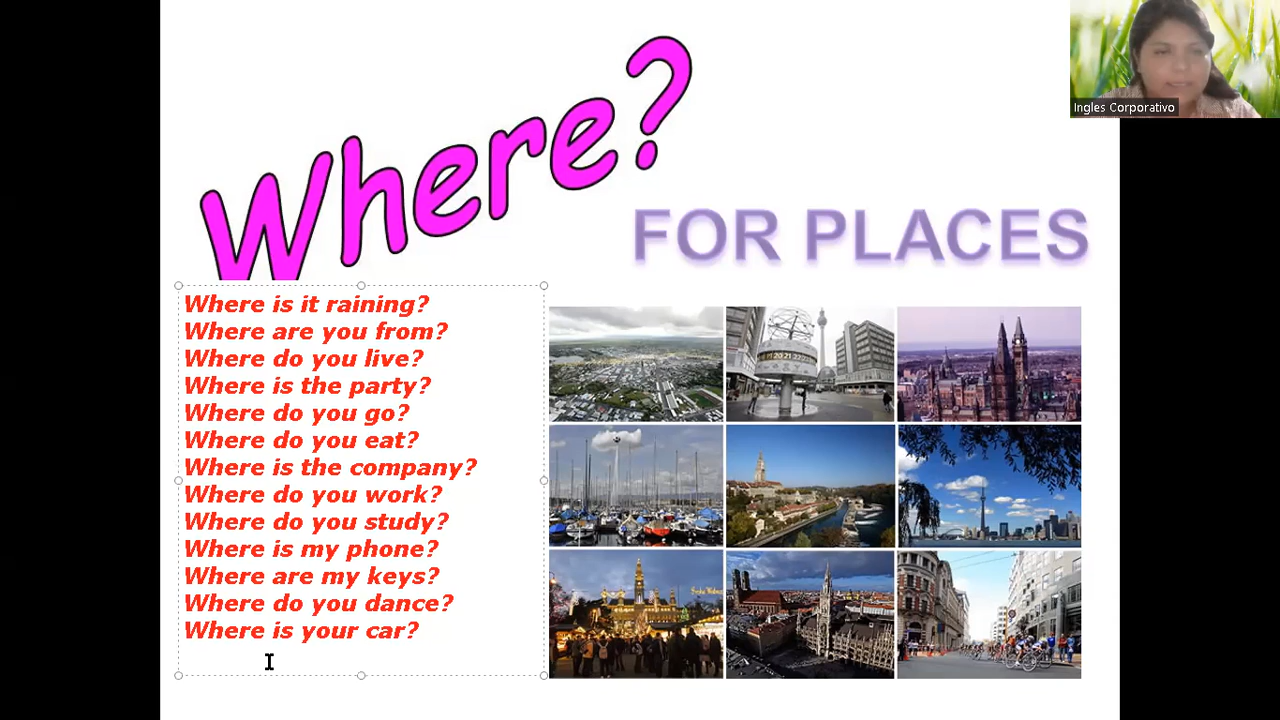 Ingles Corporativo
Where?
FOR PLACES
Where is it raining?
Where are you from?
Where do you live?
Where is the party?
Where do you go?
Where do you eat?
Where is the company?
Where do you work?
Where do you study?
Where is my phone?
Where are my keys?
Where do you dance?
Where is your car?